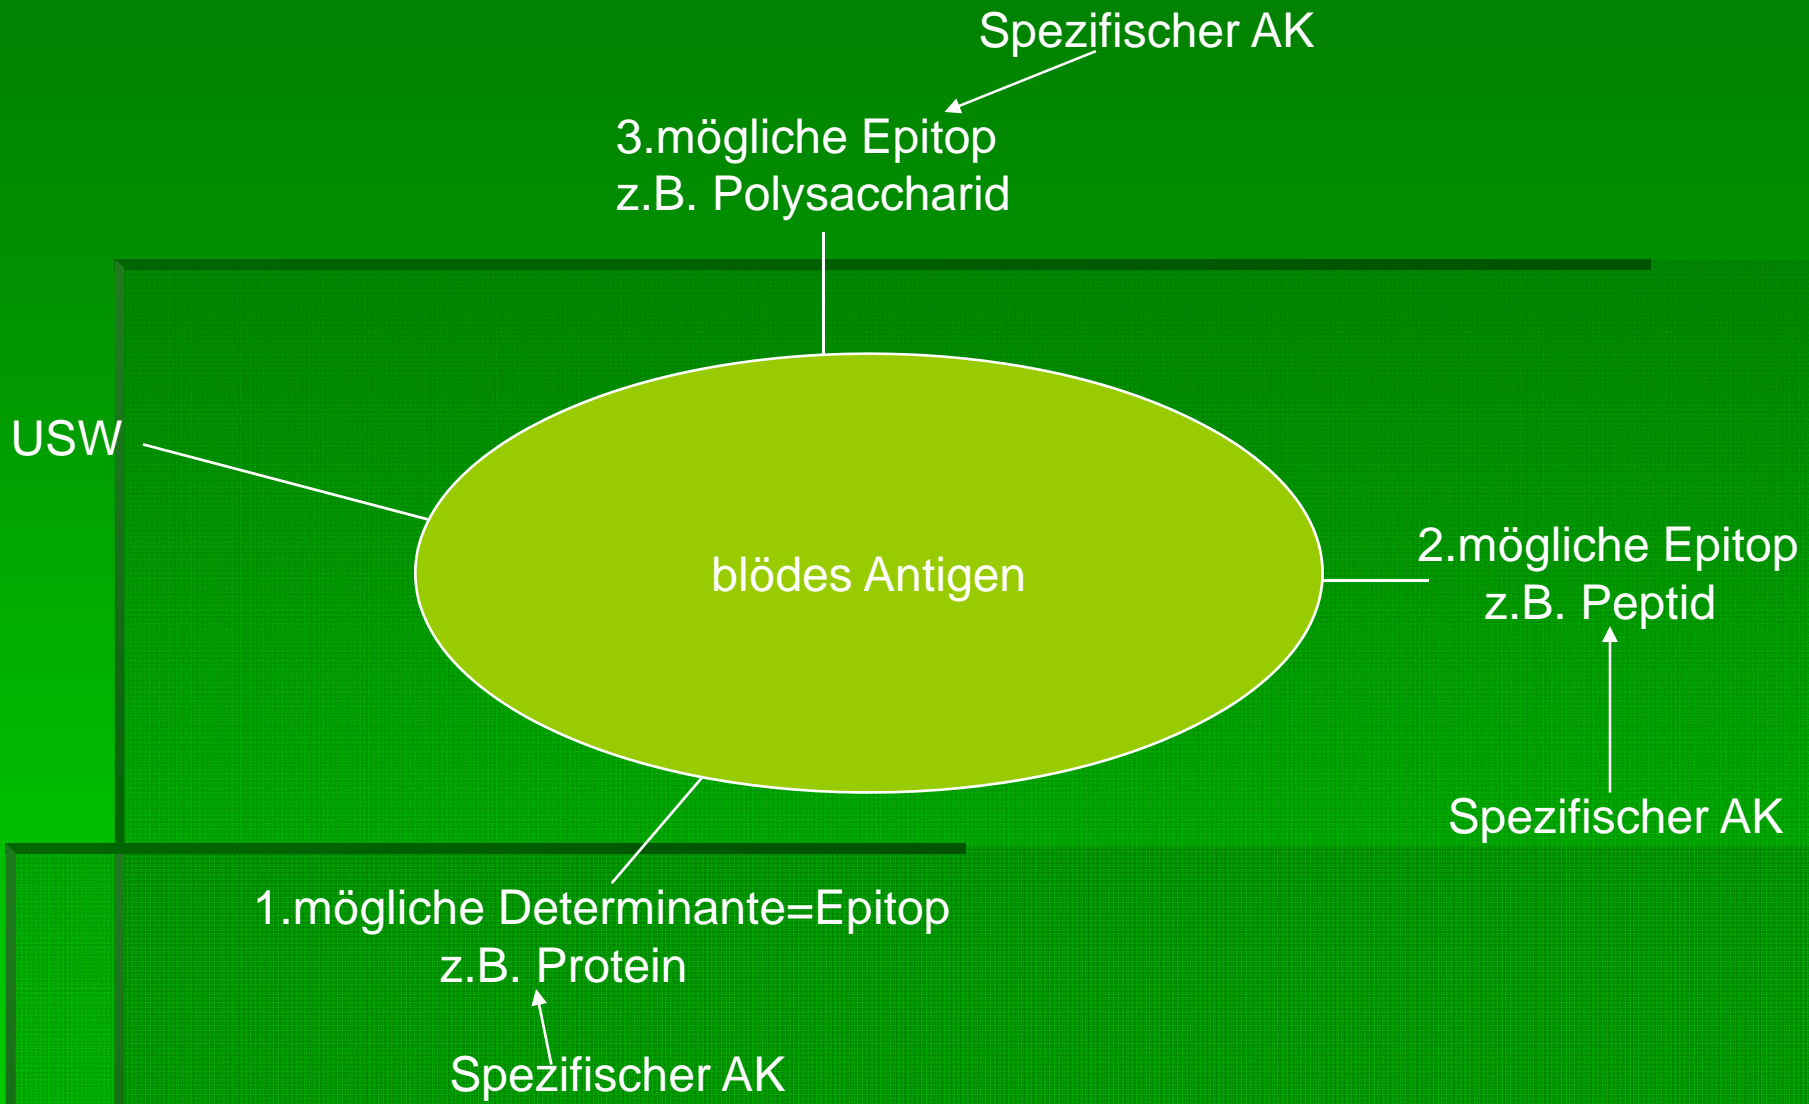 Spezifischer AK
3.mögliche Epitop
z.B. Polysaccharid
USW
blödes Antigen
2.mögliche Epitop
z.B. Peptid
Spezifischer AK
1.mögliche Determinante=Epitop
z.B. Protein
Spezifischer AK